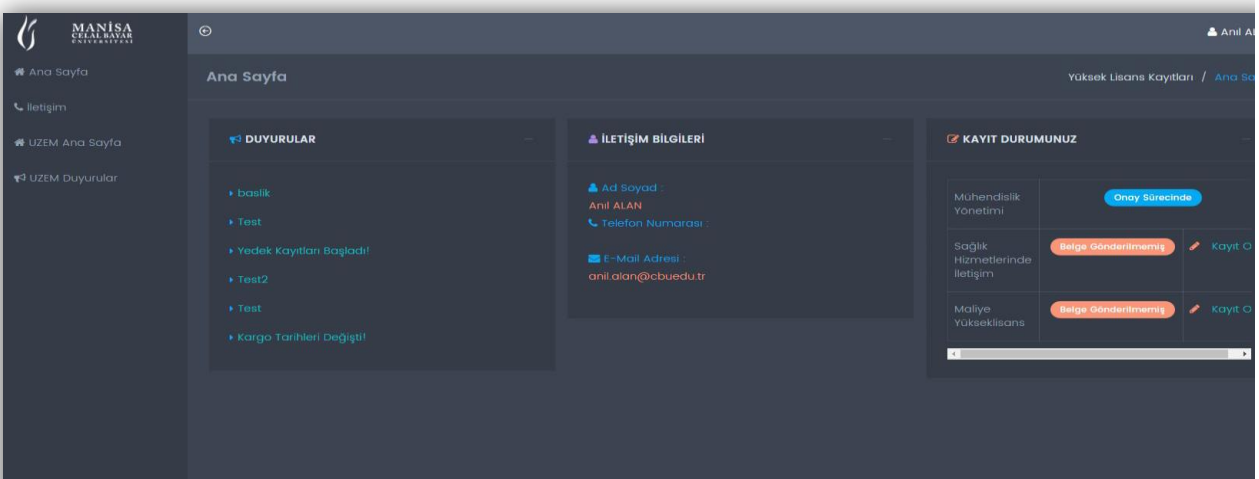 MANİSA
CELAL BAYAR
ÜNİVERSİTESİ
Anıl Al
Ana Sayfa
İletişim
UZEM Ana Sayfa
UZEM Duyurular
Ana Sayfa
Yüksek Lisans Kayıtları / Ana Sa
DUYURULAR
baslik
Test
Yedek Kayıtları Başladı!
Test2
Test
Kargo Tarihleri Değişti!
İLETİŞİM BİLGİLERİ
Ad Soyad :
Anıl ALAN
Telefon Numarası :
E-Mail Adresi :
anil.alan@cbuedu.tr
KAYIT DURUMUNUZ
Mühendislik
Yönetimi
Onay Sürecinde
Sağlık
Hizmetlerinde
İletişim
Belge Gönderilmemiş
Kayıt O
Maliye
Yükseklisans
Belge Gönderilmemiş
Kayıt O